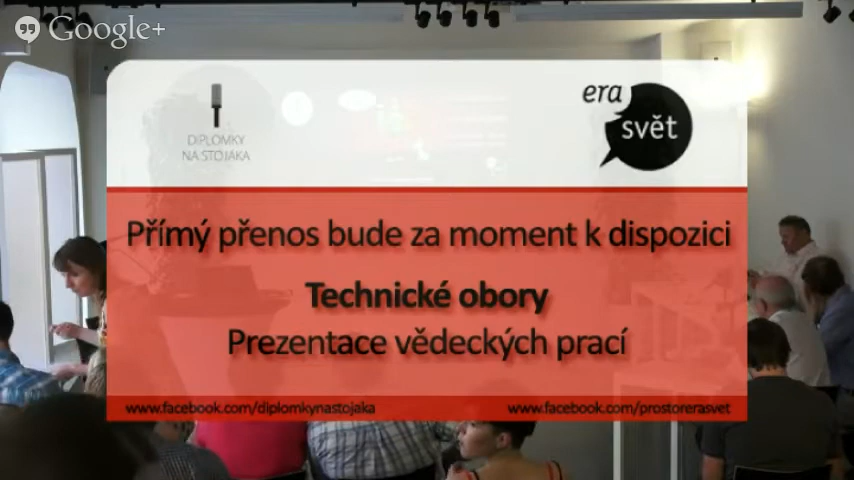 Google+
DIPLOMKY
NA STOJÁKA
era
svět
Přímý přenos bude za moment k dispozici
Technické obory
Prezentace vědeckých prací
www.facebook.com/diplomkynastojaka
www.facebook.com/prostorerasvet